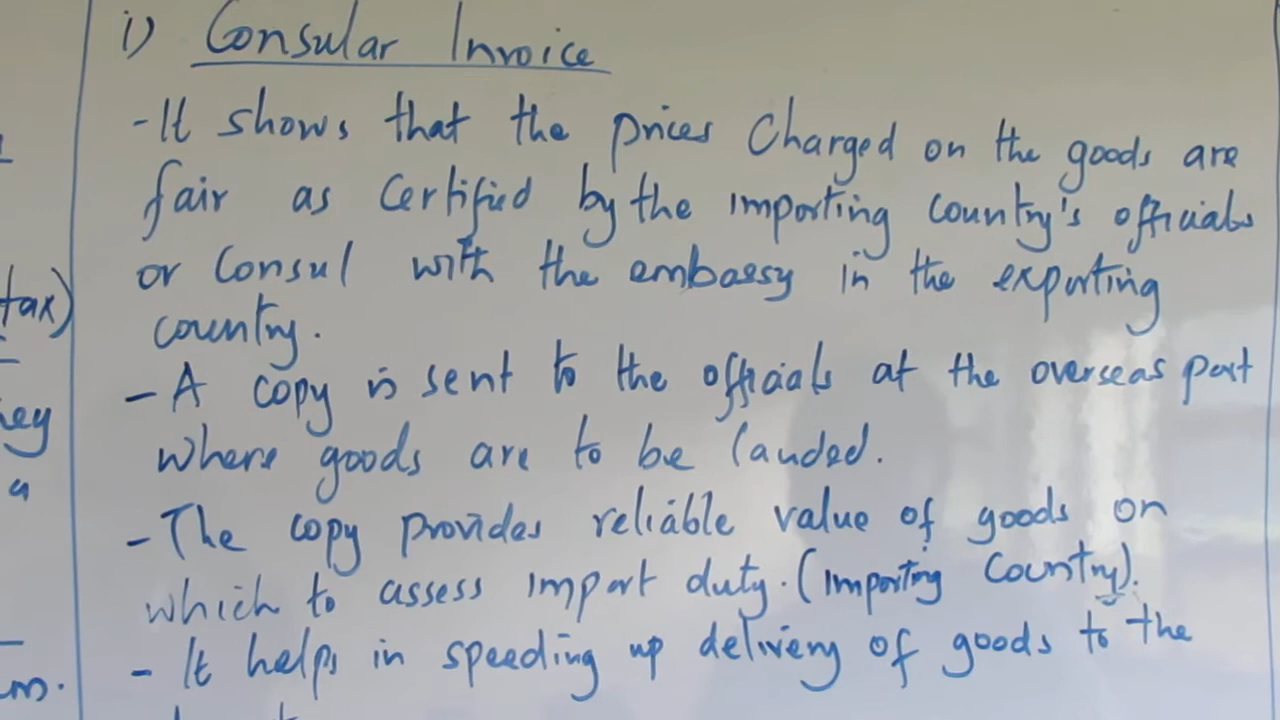 i) Consular Invoice
- It shows that the prices Charged on the goods are
fair as Certified by the importing Country's officials
or Consul with the embassy in the exporting
country.
- A copy is sent to the officials at the overseas port
where goods are to be landed.
- The copy provides reliable value of goods on
which to assess import duty. (importing Country).
- It helps in speeding up delivery of goods to the
tax)
ey
a
m.